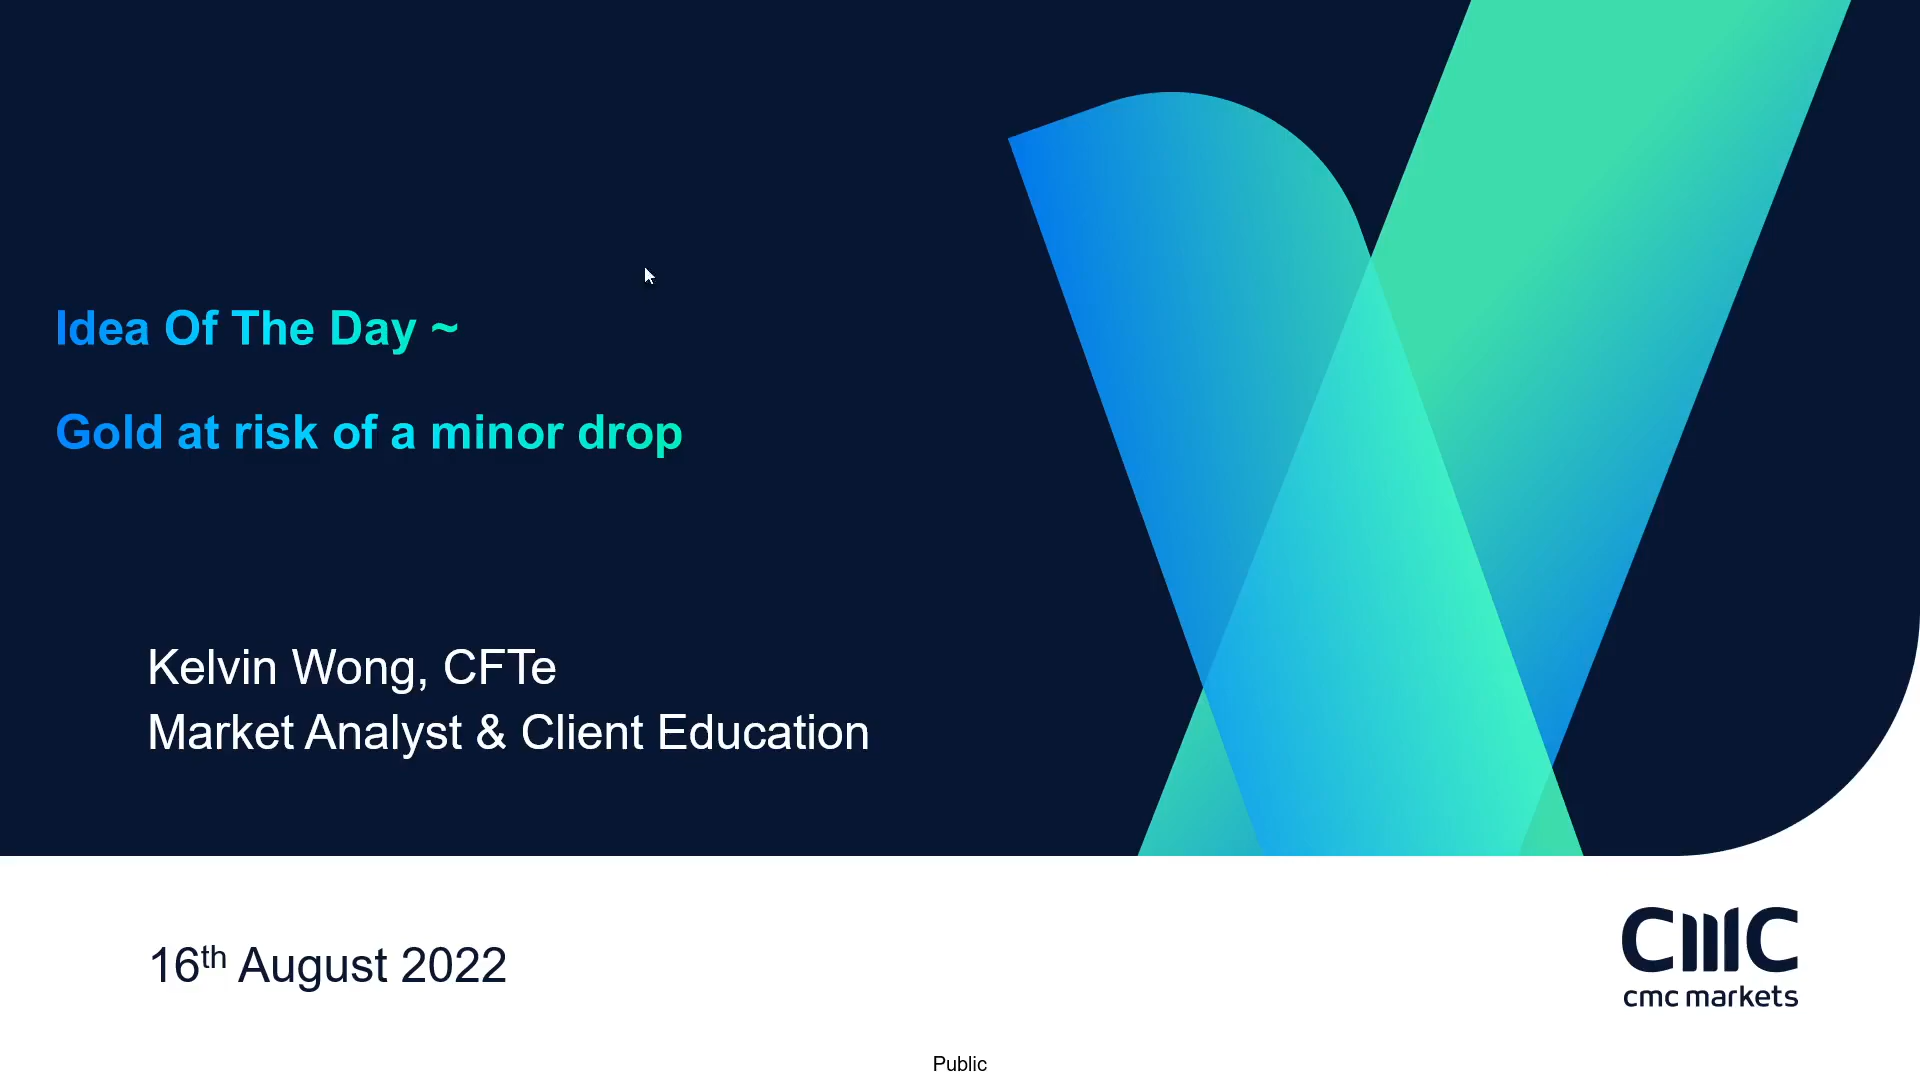 Idea Of The Day ~
Gold at risk of a minor drop
Kelvin Wong, CFTe
Market Analyst & Client Education
16th August 2022
cmc
cmc markets
Public